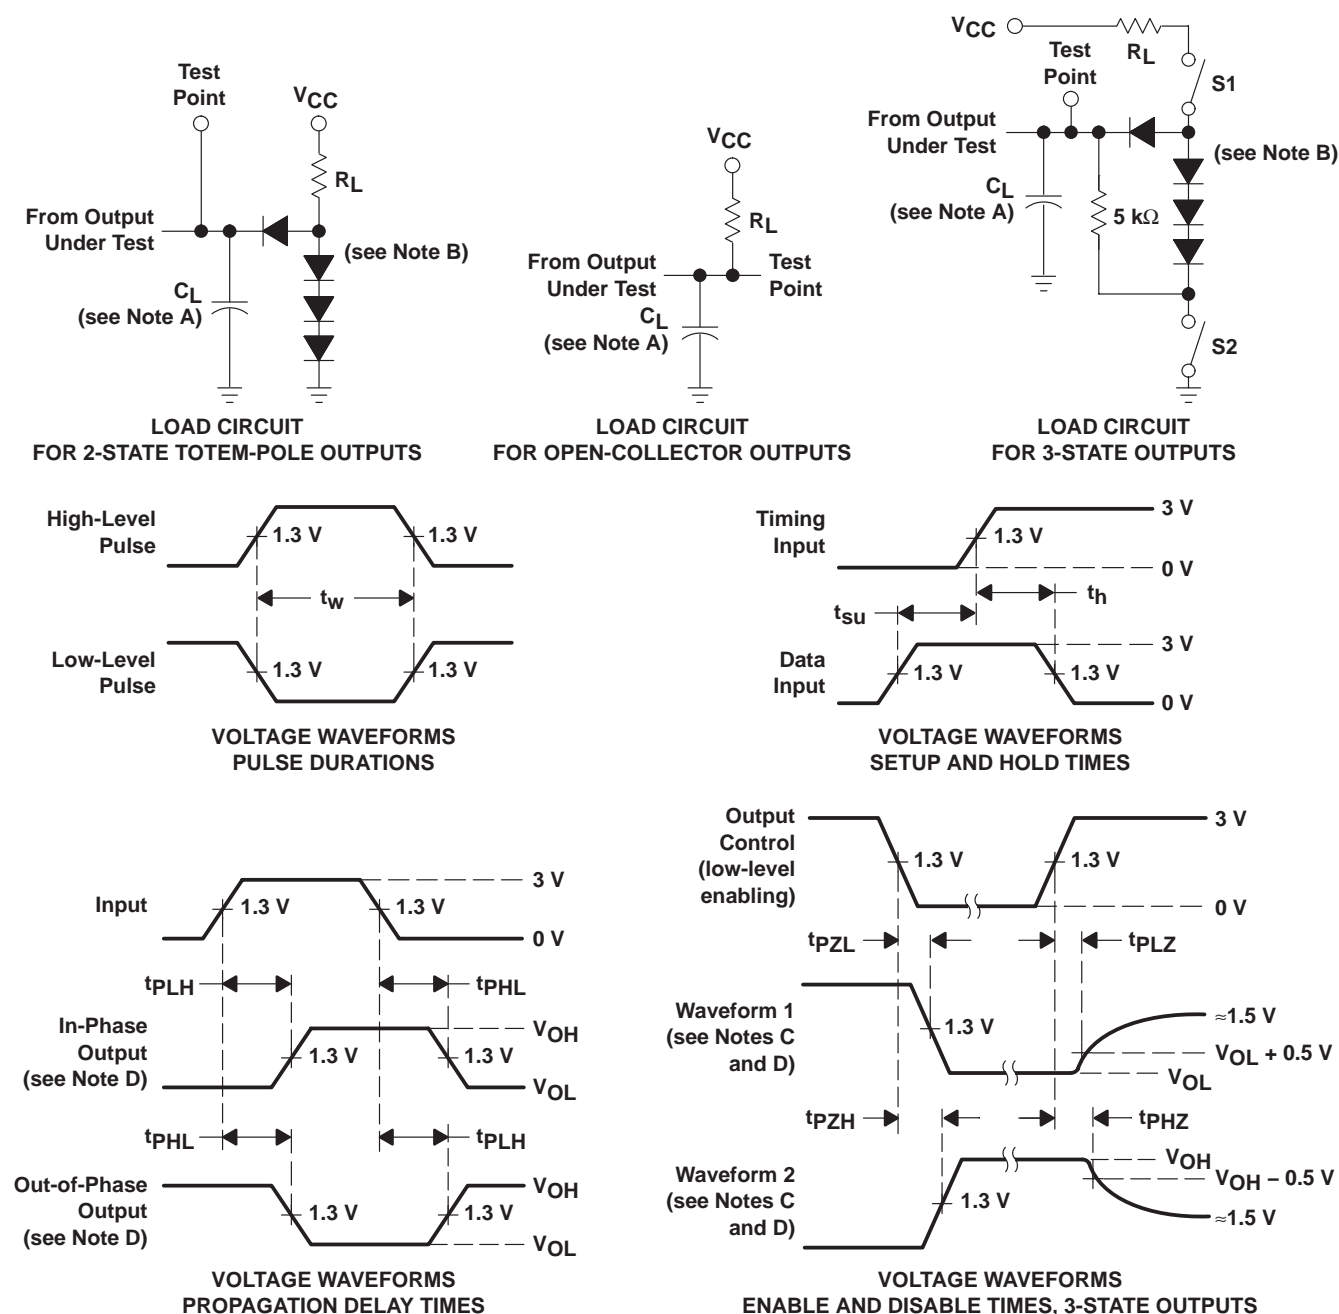 Test
Point
VCC
RL
From Output
Under Test
(see Note B)
CL
(see Note A)
LOAD CIRCUIT
FOR 2-STATE TOTEM-POLE OUTPUTS
VCC
RL
From Output
Under Test
Test
Point
CL
(see Note A)
LOAD CIRCUIT
FOR OPEN-COLLECTOR OUTPUTS
VCC
RL
Test
Point
S1
From Output
Under Test
(see Note B)
CL
(see Note A)
5 kΩ
S2
LOAD CIRCUIT
FOR 3-STATE OUTPUTS
High-Level
Pulse
1.3 V
1.3 V
tw
Low-Level
Pulse
1.3 V
1.3 V
VOLTAGE WAVEFORMS
PULSE DURATIONS
Timing
Input
1.3 V
3 V
0 V
tsu
th
Data
Input
1.3 V
1.3 V
3 V
0 V
VOLTAGE WAVEFORMS
SETUP AND HOLD TIMES
Input
1.3 V
1.3 V
3 V
0 V
tPLH
tPHL
In-Phase
Output
(see Note D)
1.3 V
1.3 V
VOH
VOL
tPHL
tPLH
Out-of-Phase
Output
(see Note D)
1.3 V
1.3 V
VOH
VOL
VOLTAGE WAVEFORMS
PROPAGATION DELAY TIMES
Output
Control
(low-level
enabling)
1.3 V
1.3 V
3 V
0 V
tPZL
tPLZ
Waveform 1
(see Notes C
and D)
1.3 V
≈1.5 V
VOL + 0.5 V
VOL
tPZH
tPHZ
Waveform 2
(see Notes C
and D)
1.3 V
VOH
VOH − 0.5 V
≈1.5 V
VOLTAGE WAVEFORMS
ENABLE AND DISABLE TIMES, 3-STATE OUTPUTS